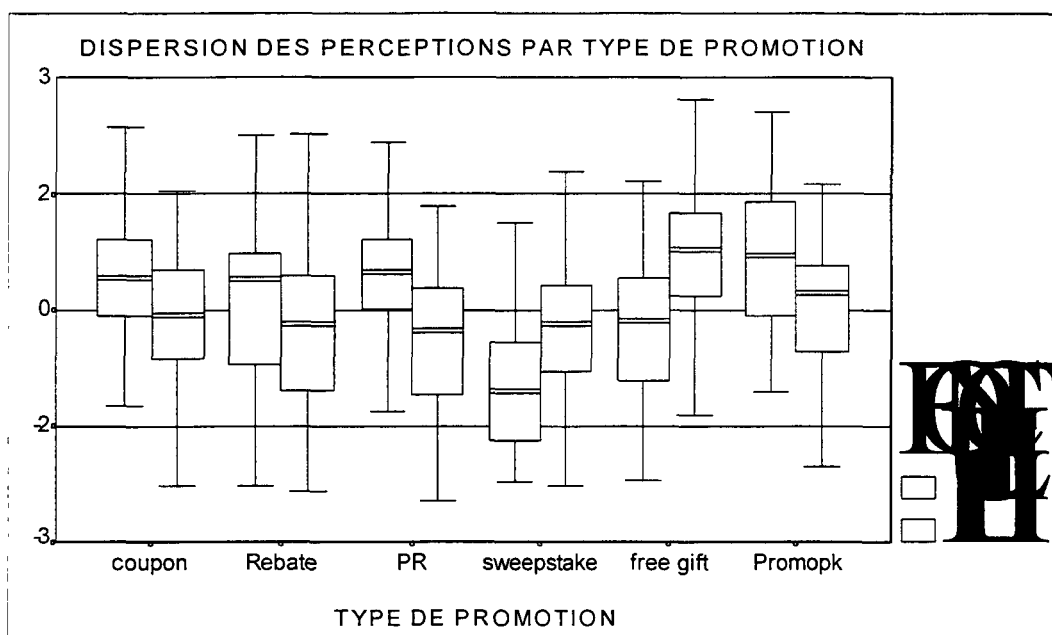 DISPERSION DES PERCEPTIONS PAR TYPE DE PROMOTION
3
2
0
-2
-3
coupon Rebate PR sweepstake free gift Promopk
TYPE DE PROMOTION